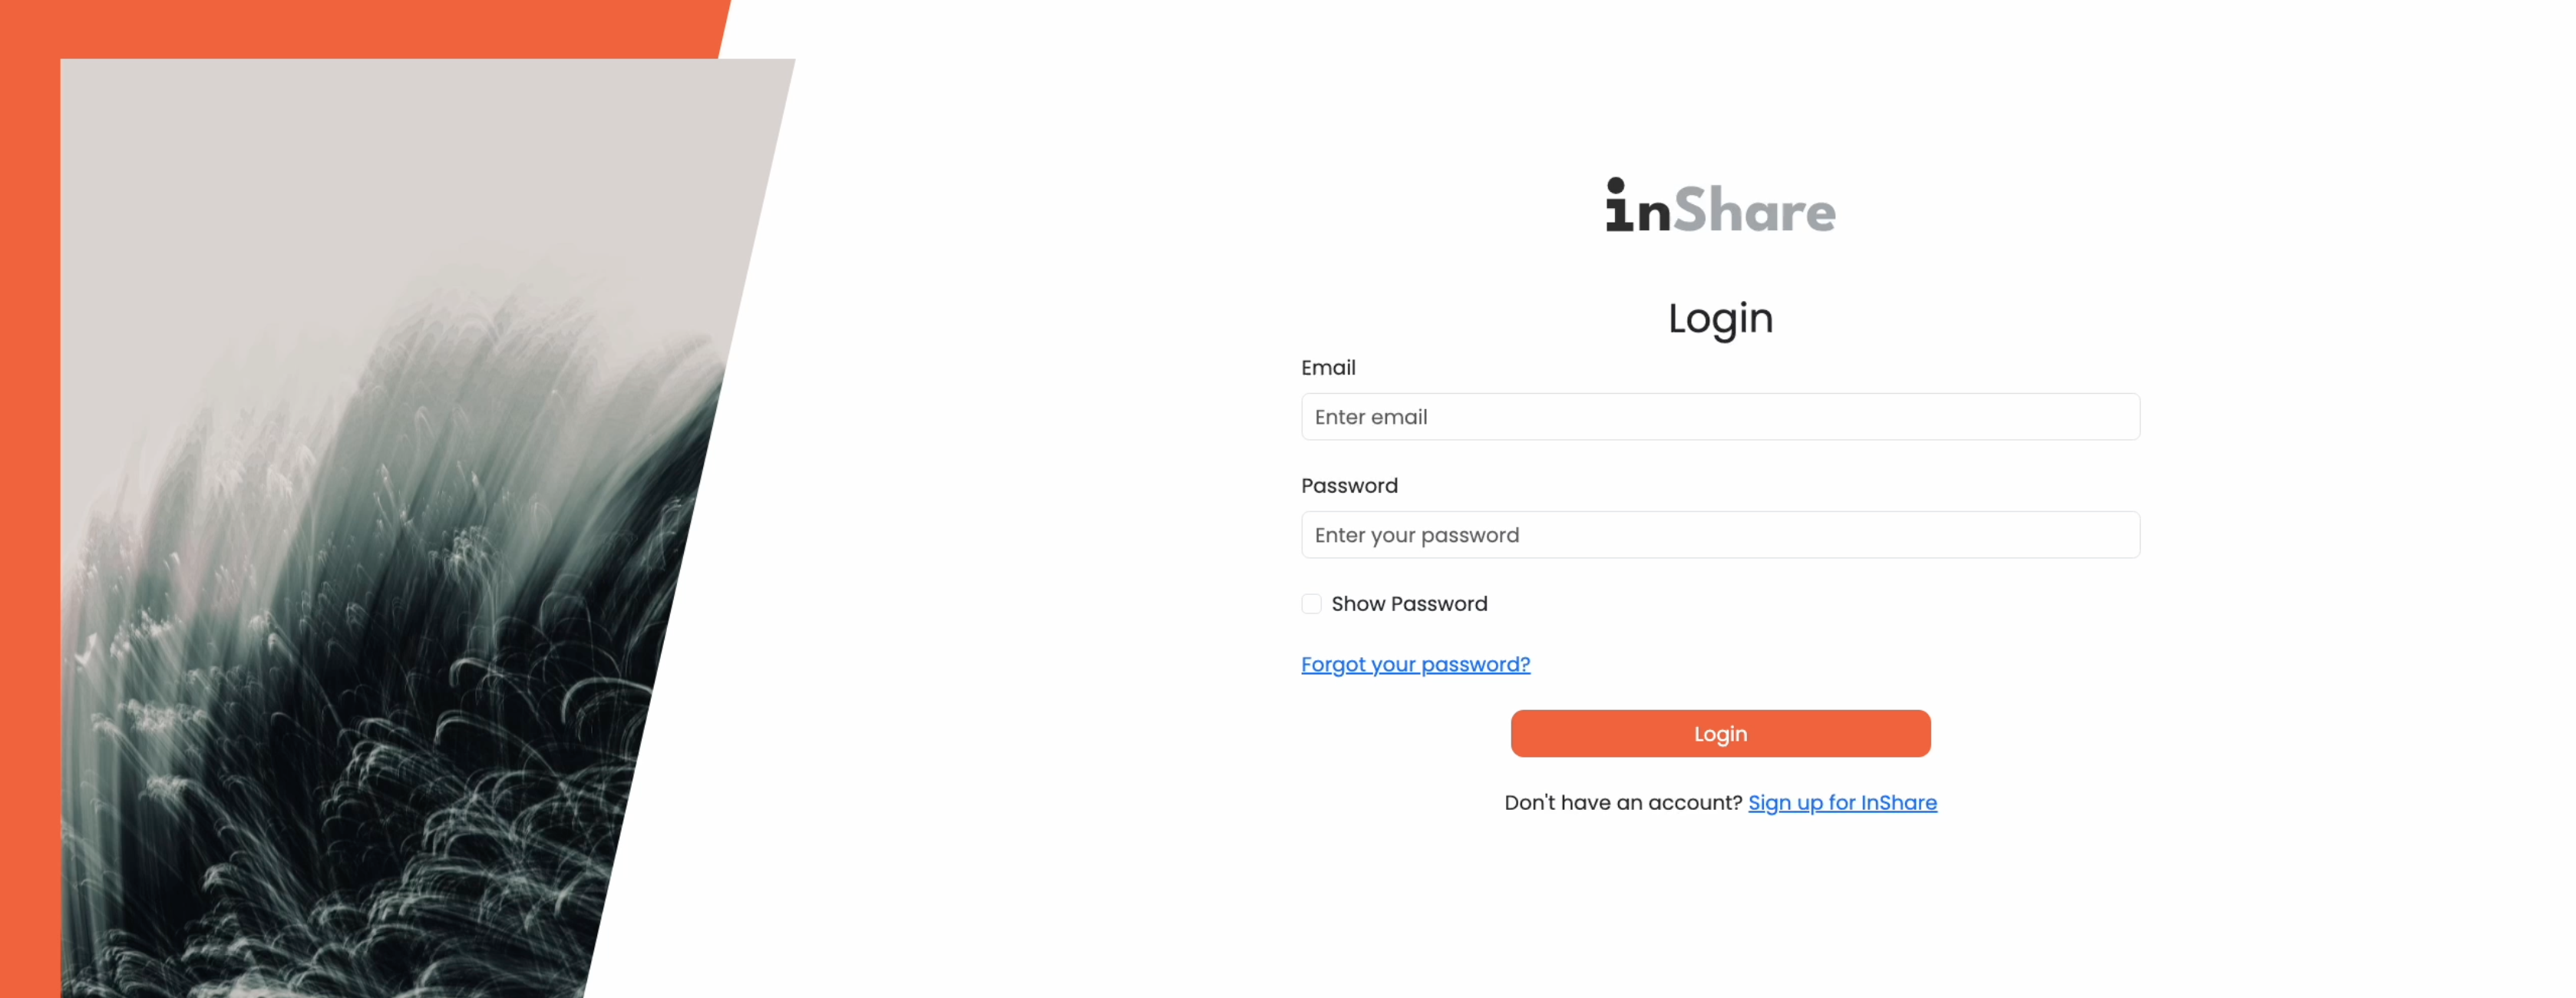 inShare
Login
Email
Enter email
Password
Enter your password
Show Password
Forgot your password?
Login
Don't have an account? Sign up for InShare